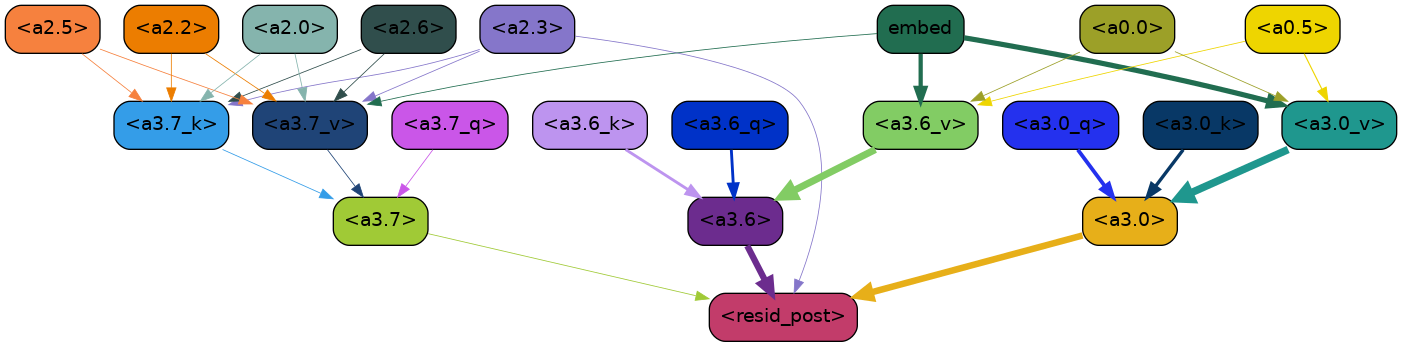 <a2.5> <a2.2> <a2.0> <a2.6> <a2.3> embed <a0.0> <a0.5>
<a3.7_k> <a3.7_v> <a3.7_q> <a3.6_k> <a3.6_q> <a3.6_v> <a3.0_q> <a3.0_k> <a3.0_v>
<a3.7> <a3.6> <a3.0>
<resid_post>